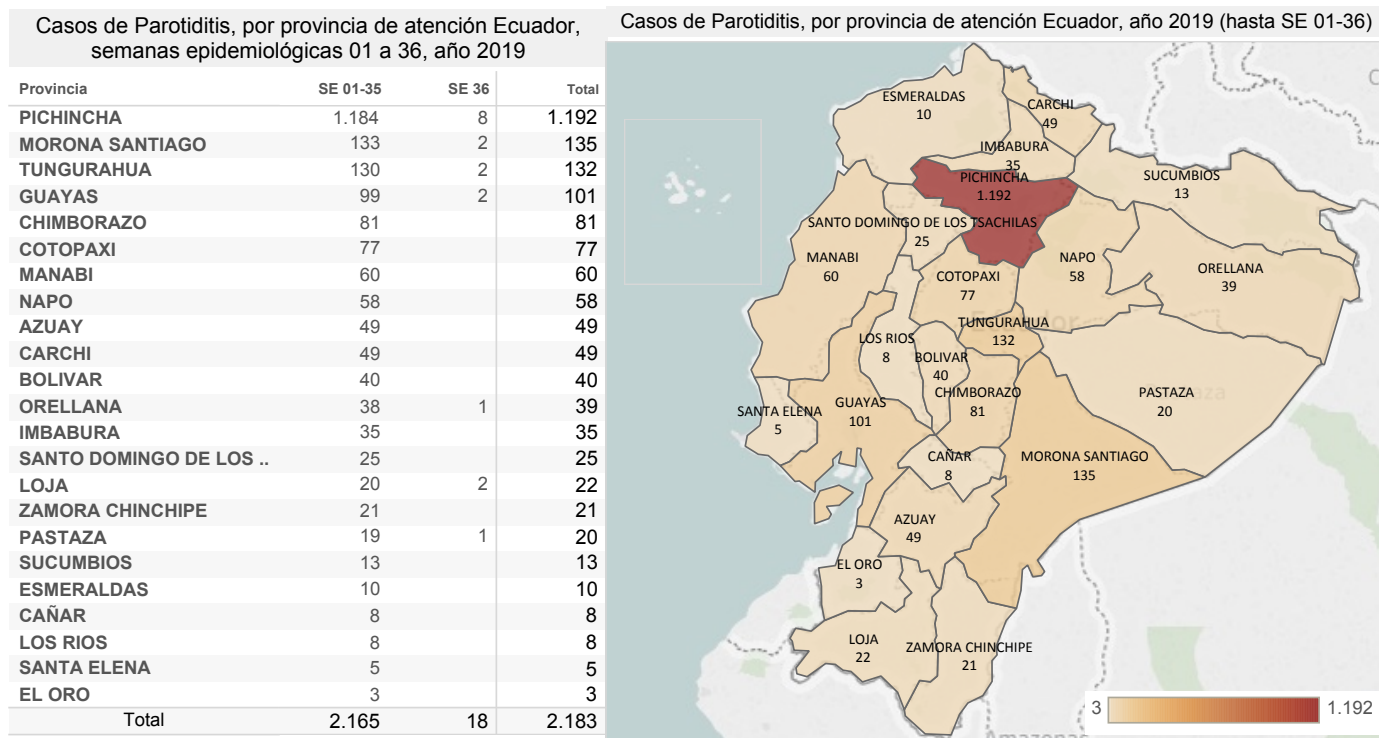 Casos de Parotiditis, por provincia de atención Ecuador,
semanas epidemiológicas 01 a 36, año 2019
Provincia SE 01-35 SE 36 Total
PICHINCHA 1.184 8 1.192
MORONA SANTIAGO 133 2 135
TUNGURAHUA 130 2 132
GUAYAS 99 2 101
CHIMBORAZO 81 81
COTOPAXI 77 77
MANABI 60 60
NAPO 58 58
AZUAY 49 49
CARCHI 49 49
BOLIVAR 40 40
ORELLANA 38 1 39
IMBABURA 35 35
SANTO DOMINGO DE LOS .. 25 25
LOJA 20 2 22
ZAMORA CHINCHIPE 21 21
PASTAZA 19 1 20
SUCUMBIOS 13 13
ESMERALDAS 10 10
CAÑAR 8 8
LOS RIOS 8 8
SANTA ELENA 5 5
EL ORO 3 3
Total 2.165 18 2.183
Casos de Parotiditis, por provincia de atención Ecuador, año 2019 (hasta SE 01-36)
ESMERALDAS
10
CARCHI
49
IMBABURA
35
PICHINCHA
1.192
SUCUMBIOS
13
SANTO DOMINGO DE LOS TSACHILAS
25
MANABI
60
COTOPAXI
77
NAPO
58
ORELLANA
39
Ecuador
TUNGURAHUA
132
LOS RIOS
8
BOLIVAR
40
CHIMBORAZO
81
PASTAZA
20
SANTA ELENA
5
GUAYAS
101
CAÑAR
8
MORONA SANTIAGO
135
AZUAY
49
EL ORO
3
LOJA
22
ZAMORA CHINCHIPE
21
3 1.192
Amazonas